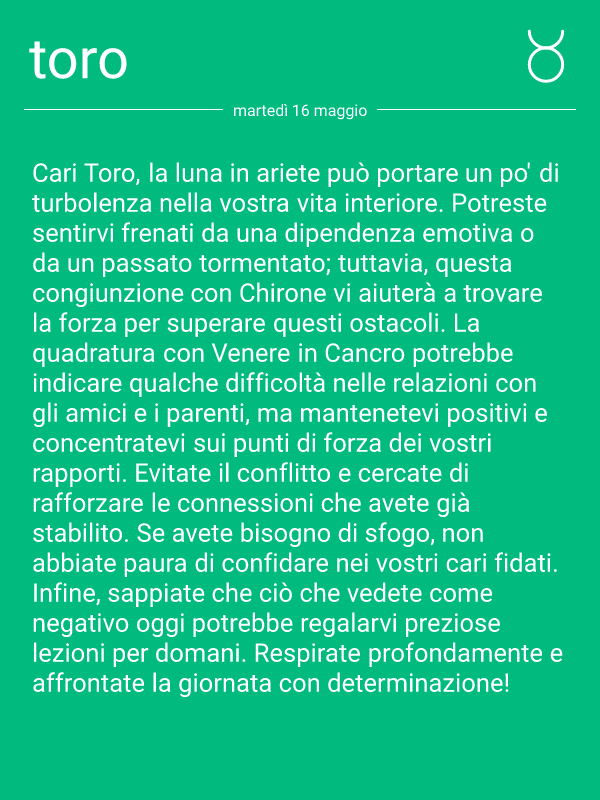 toro
martedì 16 maggio
Cari Toro, la luna in ariete può portare un po' di
turbolenza nella vostra vita interiore. Potreste
sentirvi frenati da una dipendenza emotiva o
da un passato tormentato; tuttavia, questa
congiunzione con Chirone vi aiuterà a trovare
la forza per superare questi ostacoli. La
quadratura con Venere in Cancro potrebbe
indicare qualche difficoltà nelle relazioni con
gli amici e i parenti, ma mantenetevi positivi e
concentratevi sui punti di forza dei vostri
rapporti. Evitate il conflitto e cercate di
rafforzare le connessioni che avete già
stabilito. Se avete bisogno di sfogo, non
abbiate paura di confidare nei vostri cari fidati.
Infine, sappiate che ciò che vedete come
negativo oggi potrebbe regalarvi preziose
lezioni per domani. Respirate profondamente e
affrontate la giornata con determinazione!